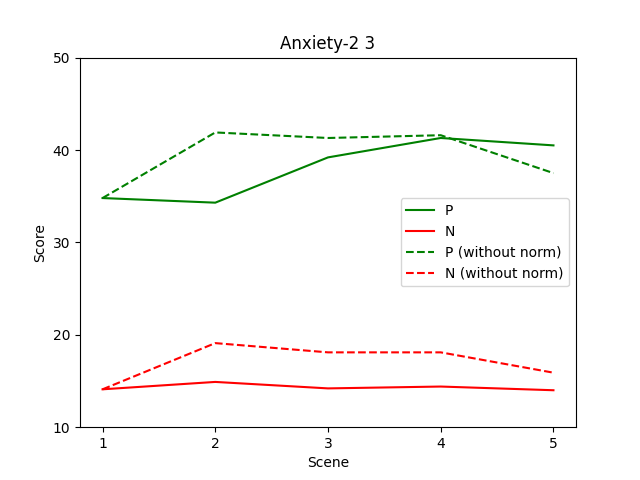 Anxiety-2 3
50
40
30
20
10
Score
P
N
P (without norm)
N (without norm)
1 2 3 4 5
Scene